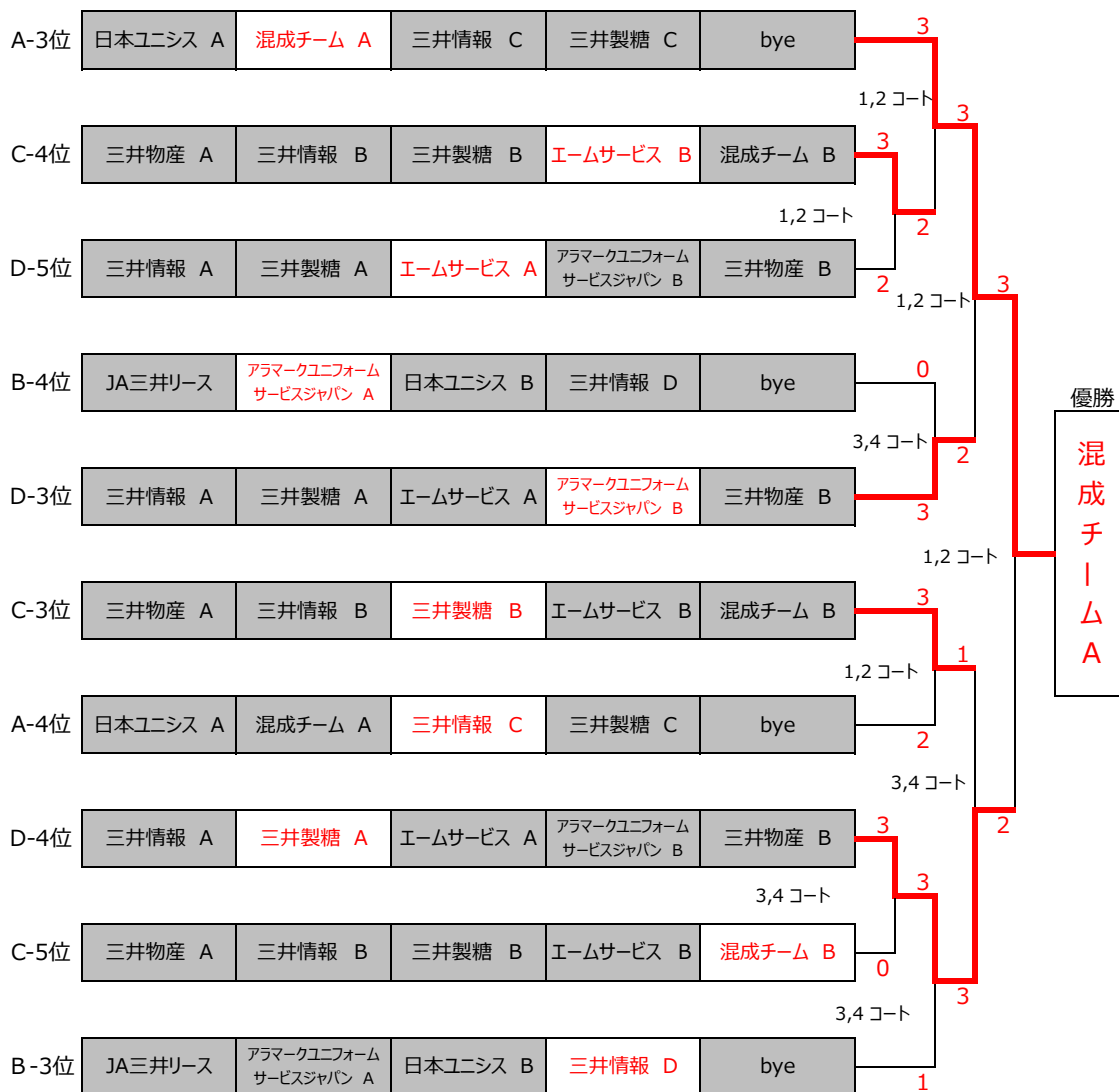 A-3位 日本ユニシス A 混成チーム A 三井情報 C 三井製糖 C bye 3
1,2 コート 3
C-4位 三井物産 A 三井情報 B 三井製糖 B エームサービス B 混成チーム B 3
1,2 コート 2
D-5位 三井情報 A 三井製糖 A エームサービス A アラマークユニフォーム
サービスジャパン B 三井物産 B 2
1,2 コート 3
B-4位 JA三井リース アラマークユニフォーム
サービスジャパン A 日本ユニシス B 三井情報 D bye 0
優勝
3,4 コート 2
混成チームA
D-3位 三井情報 A 三井製糖 A エームサービス A アラマークユニフォーム
サービスジャパン B 三井物産 B 3
1,2 コート
C-3位 三井物産 A 三井情報 B 三井製糖 B エームサービス B 混成チーム B 3
1,2 コート 1
A-4位 日本ユニシス A 混成チーム A 三井情報 C 三井製糖 C bye 2
3,4 コート 2
D-4位 三井情報 A 三井製糖 A エームサービス A アラマークユニフォーム
サービスジャパン B 三井物産 B 3
3,4 コート 3
C-5位 三井物産 A 三井情報 B 三井製糖 B エームサービス B 混成チーム B 0
3,4 コート 3
B-3位 JA三井リース アラマークユニフォーム
サービスジャパン A 日本ユニシス B 三井情報 D bye 1